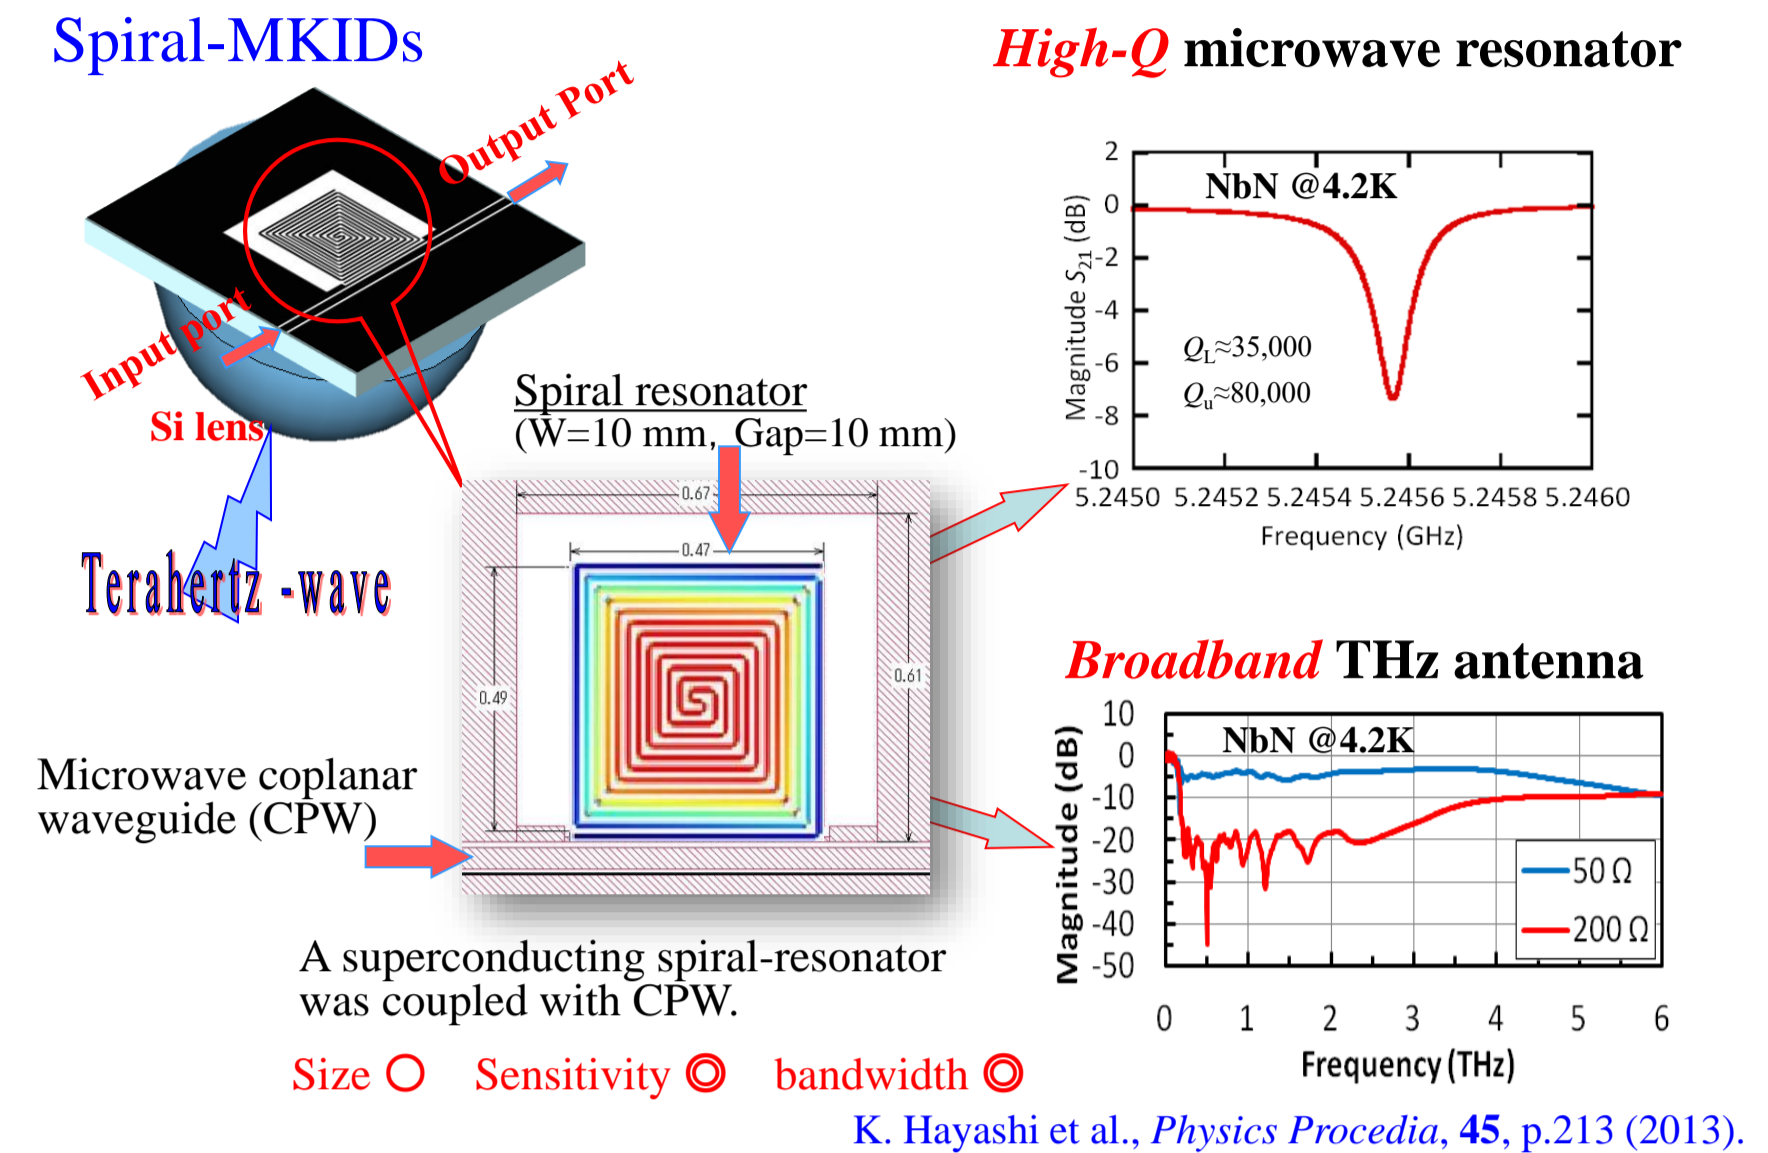 Spiral-MKIDs
Output Port
Input port
Si lens
Terahertz -wave
Spiral resonator
(W=10 mm, Gap=10 mm)
0.67
0.47
0.49
0.61
Microwave coplanar
waveguide (CPW)
A superconducting spiral-resonator
was coupled with CPW.
Size ○ Sensitivity ◎ bandwidth ◎
High-Q microwave resonator
NbN @4.2K
Magnitude S21 (dB)
2
0
-2
-4
-6
-8
-10
QL≈35,000
Qu≈80,000
5.2450 5.2452 5.2454 5.2456 5.2458 5.2460
Frequency (GHz)
Broadband THz antenna
NbN @4.2K
Magnitude (dB)
10
0
-10
-20
-30
-40
-50
50 Ω
200 Ω
0 1 2 3 4 5 6
Frequency (THz)
K. Hayashi et al., Physics Procedia, 45, p.213 (2013).